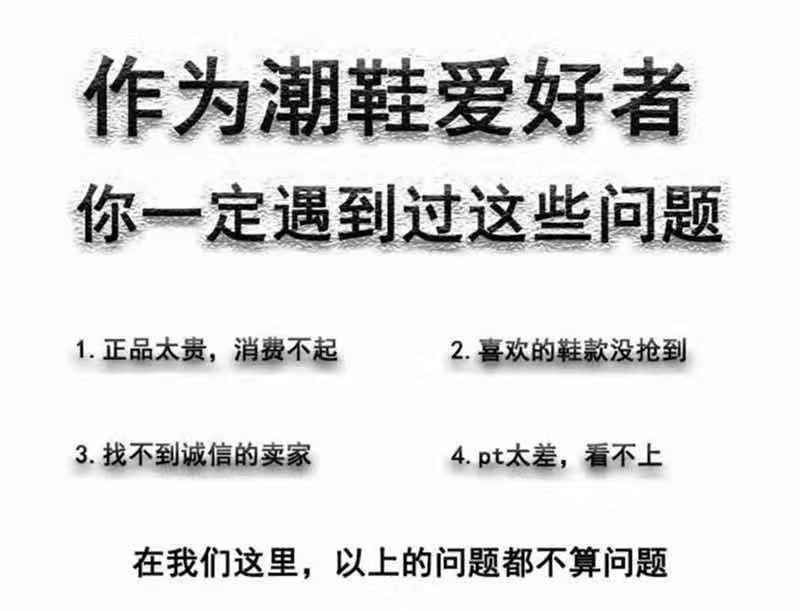 作为潮鞋爱好者
你一定遇到过这些问题
1.正品太贵，消费不起
2.喜欢的鞋款没抢到
3.找不到诚信的卖家
4.pt太差，看不上
在我们这里，以上的问题都不算问题